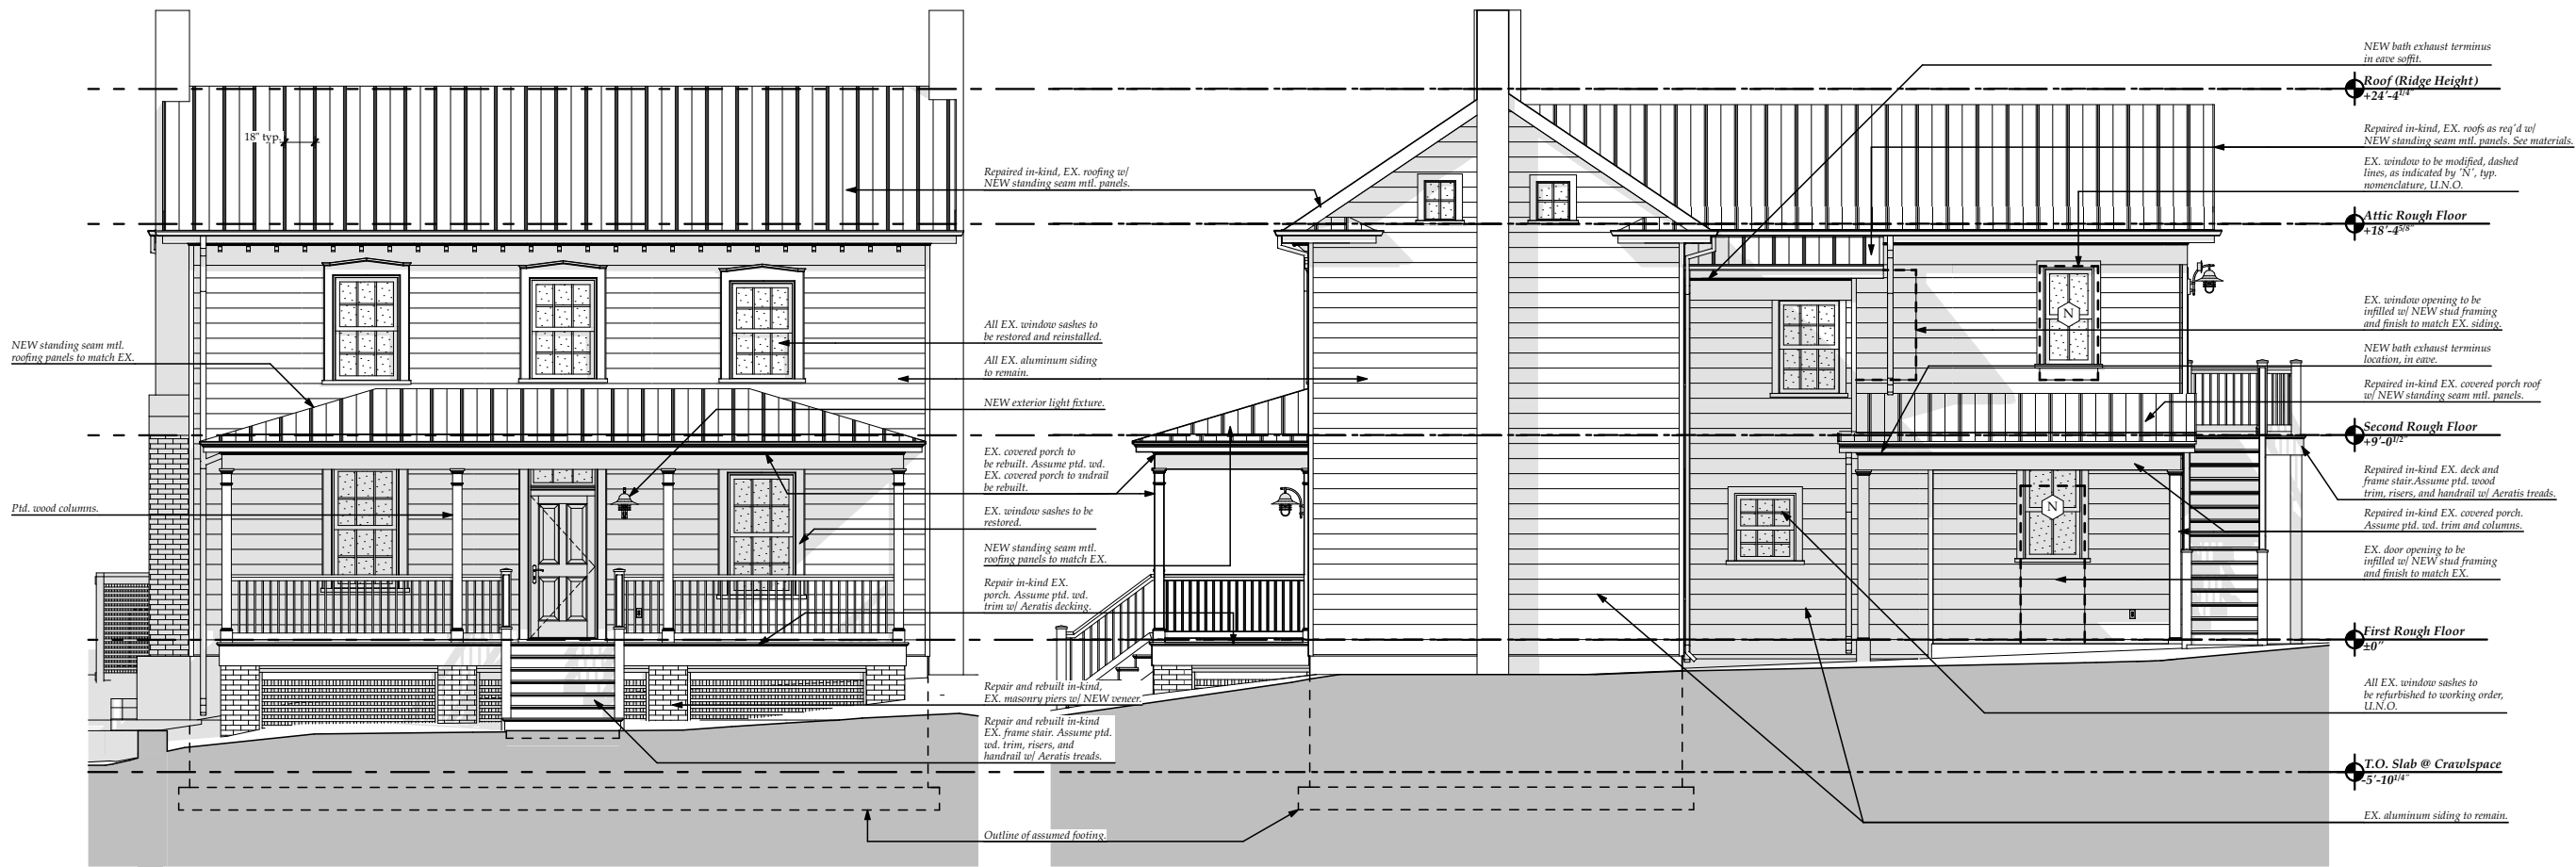 18" typ.
NEW standing seam mtl.
roofing panels to match EX.
Ptd. wood columns.
Repaired in-kind, EX. roofing w/
NEW standing seam mtl. panels.
All EX. window sashes to
be restored and reinstalled.
All EX. aluminum siding
to remain.
NEW exterior light fixture.
EX. covered porch to
be rebuilt. Assume ptd. wd.
EX. covered porch to undrail
be rebuilt.
EX. window sashes to be
restored.
NEW standing seam mtl.
roofing panels to match EX.
Repair in-kind EX.
porch. Assume ptd. wd.
trim w/ Aeratis decking.
Repair and rebuilt in-kind,
EX. masonry piers w/ NEW veneer.
Repair and rebuilt in-kind
EX. frame stair. Assume ptd.
wd. trim, risers, and
handrail w/ Aeratis treads.
Outline of assumed footing.
N
N
NEW bath exhaust terminus
in eave soffit.
Roof (Ridge Height)
+24'-4 1/4"
Repaired in-kind, EX. roofs as req'd w/
NEW standing seam mtl. panels. See materials.
EX. window to be modified, dashed
lines, as indicated by 'N', typ.
nomenclature, U.N.O.
Attic Rough Floor
+18'-4 5/8"
EX. window opening to be
infilled w/ NEW stud framing
and finish to match EX. siding.
NEW bath exhaust terminus
location, in eave.
Repaired in-kind EX. covered porch roof
w/ NEW standing seam mtl. panels.
Second Rough Floor
+9'-0 1/2"
Repaired in-kind EX. deck and
frame stair.Assume ptd. wood
trim, risers, and handrail w/ Aeratis treads.
Repaired in-kind EX. covered porch.
Assume ptd. wd. trim and columns.
EX. door opening to be
infilled w/ NEW stud framing
and finish to match EX.
First Rough Floor
±0"
All EX. window sashes to
be refurbished to working order,
U.N.O.
T.O. Slab @ Crawlspace
-5'-10 1/4"
EX. aluminum siding to remain.